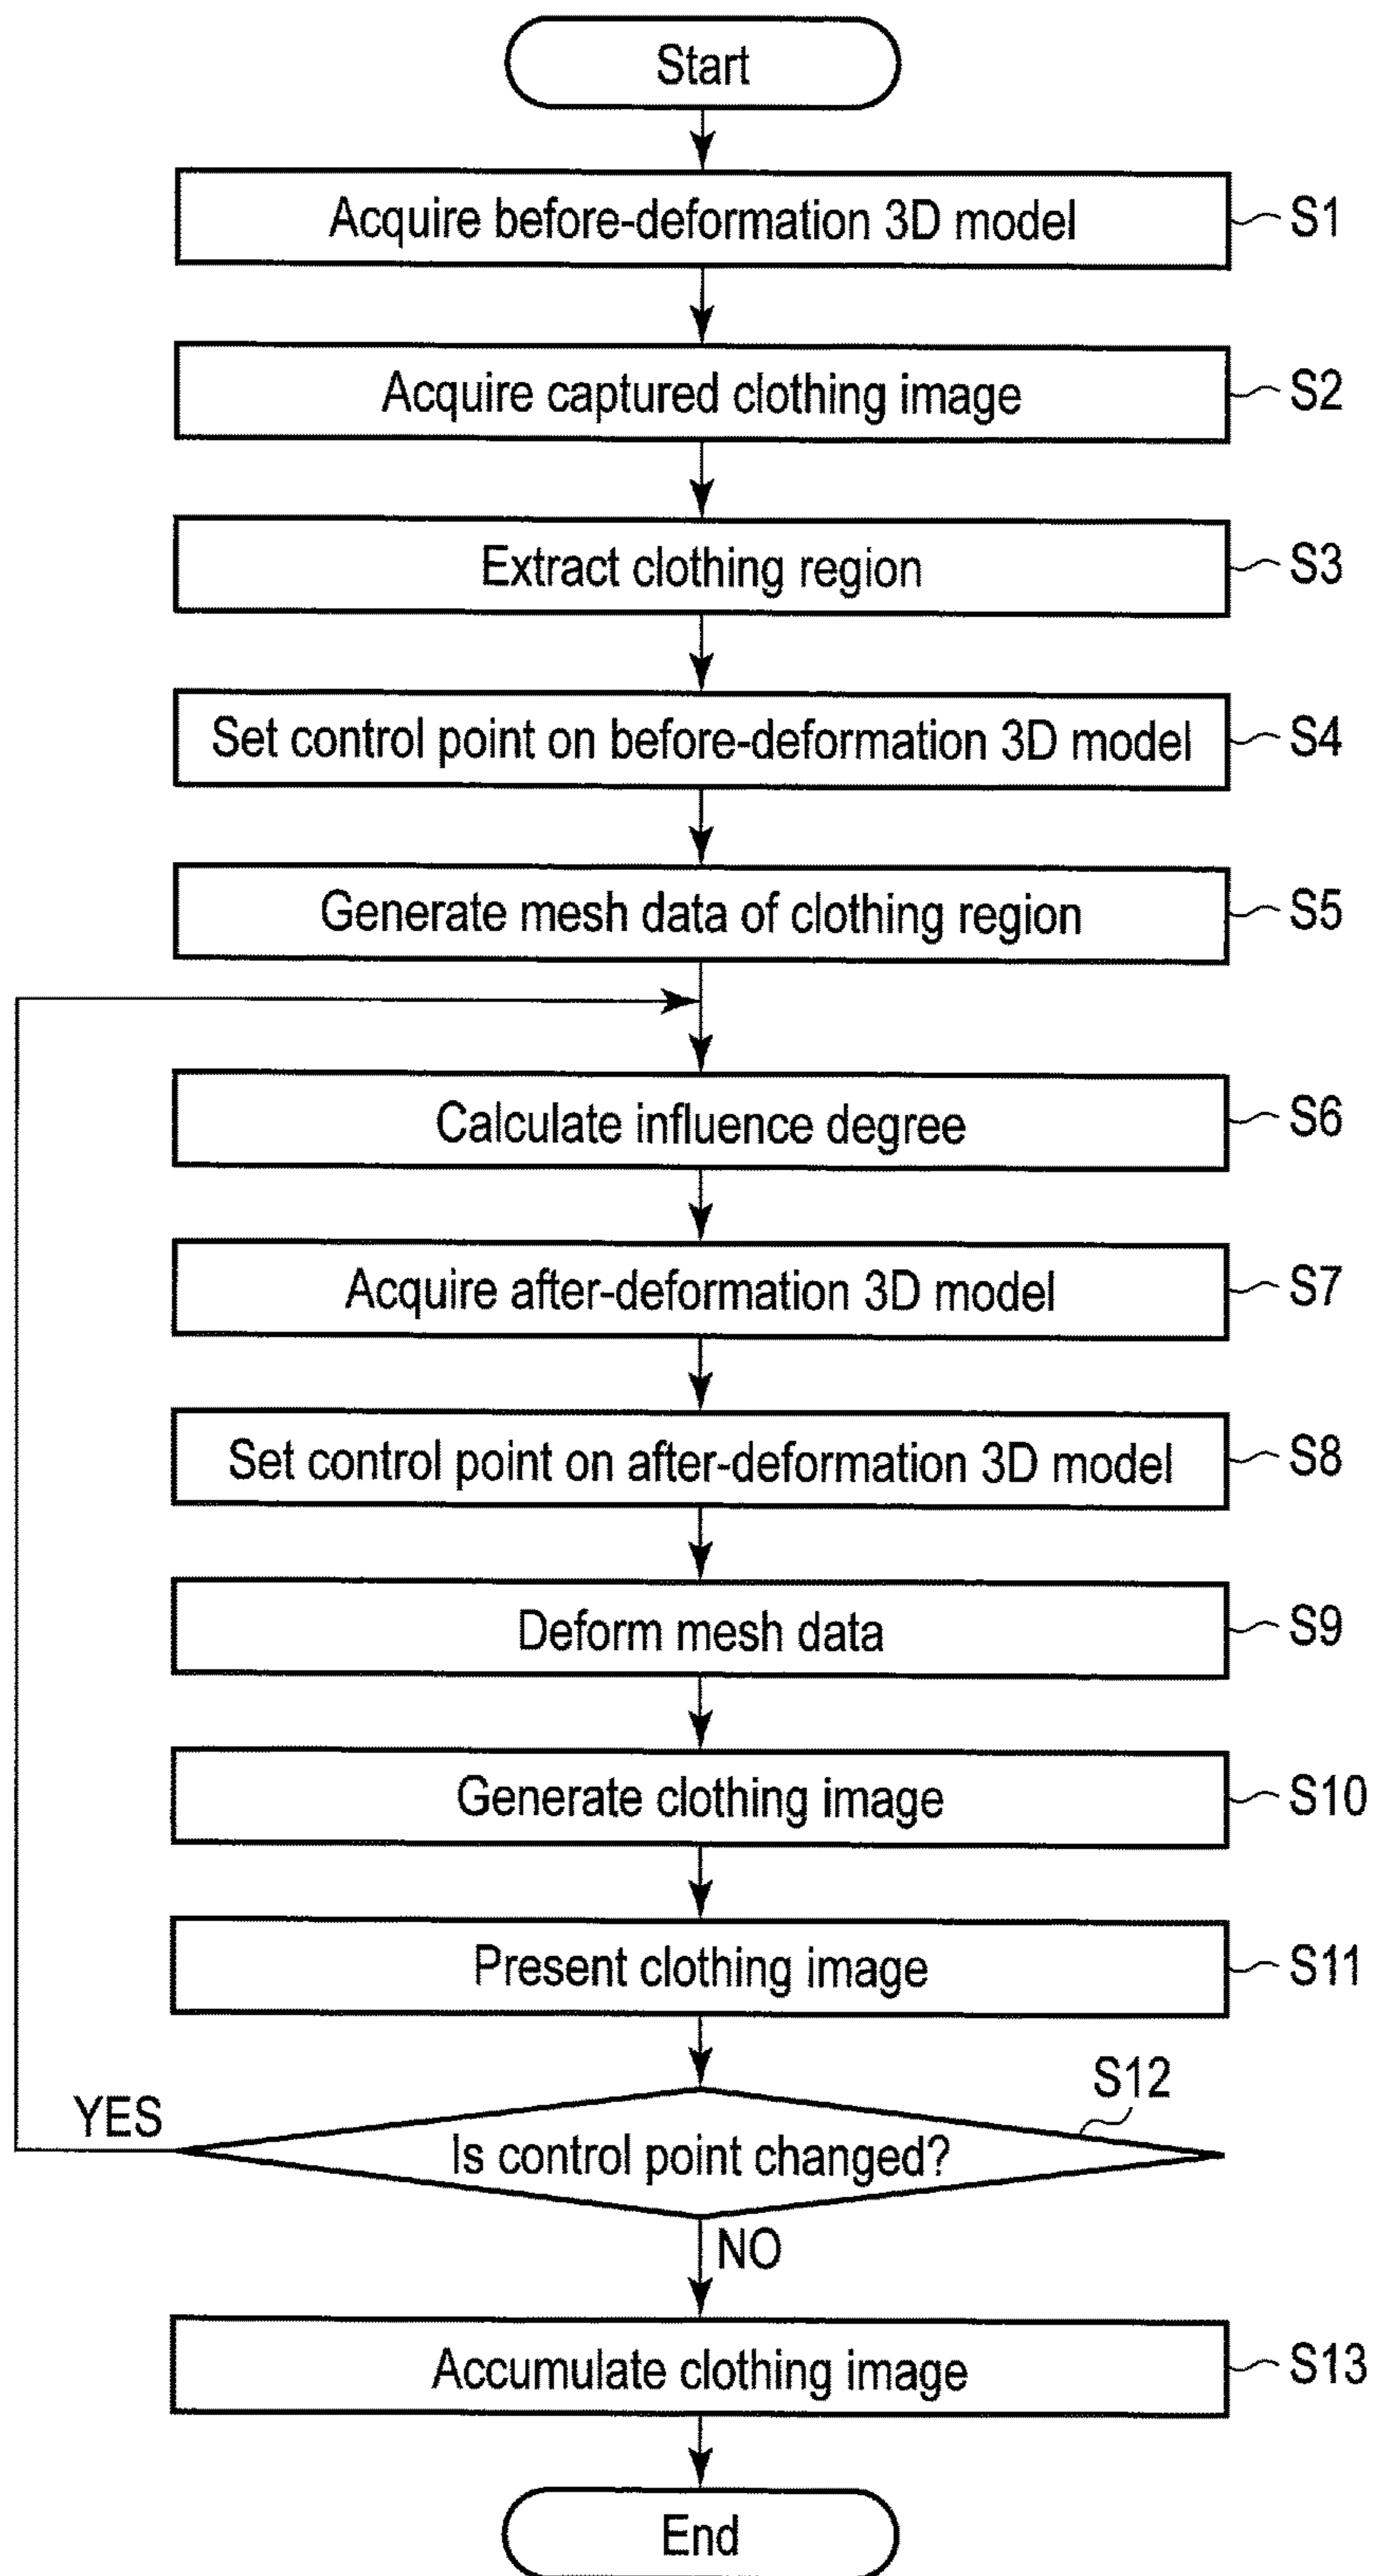 Start
Acquire before-deformation 3D model
S1
Acquire captured clothing image
S2
Extract clothing region
S3
Set control point on before-deformation 3D model
S4
Generate mesh data of clothing region
S5
Calculate influence degree
S6
Acquire after-deformation 3D model
S7
Set control point on after-deformation 3D model
S8
Deform mesh data
S9
Generate clothing image
S10
Present clothing image
S11
S12
YES
Is control point changed?
NO
Accumulate clothing image
S13
End